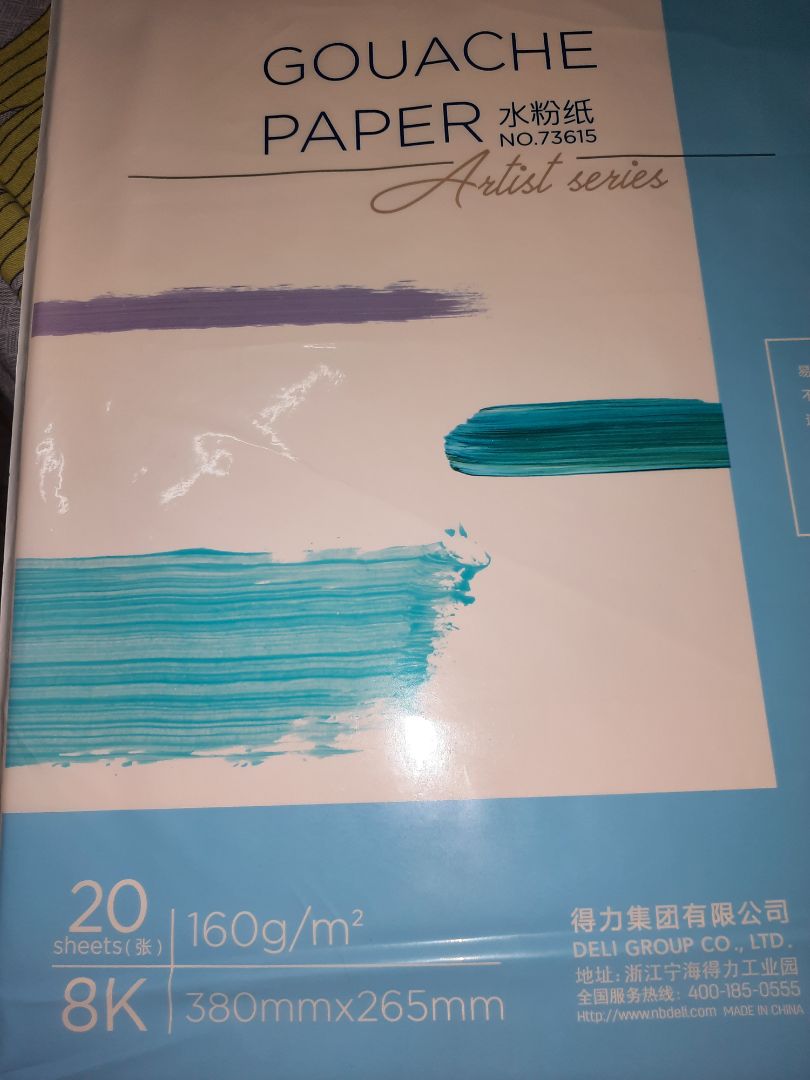 GOUACHE
PAPER 水粉纸
NO.73615
Artist series
20
sheets(张)
160g/m²
8K
380mmx265mm
得力集团有限公司
DELI GROUP CO., LTD.
地址: 浙江宁海得力工业园
全国服务热线: 400-185-0555
Http://www.nbdeli.com MADE IN CHINA